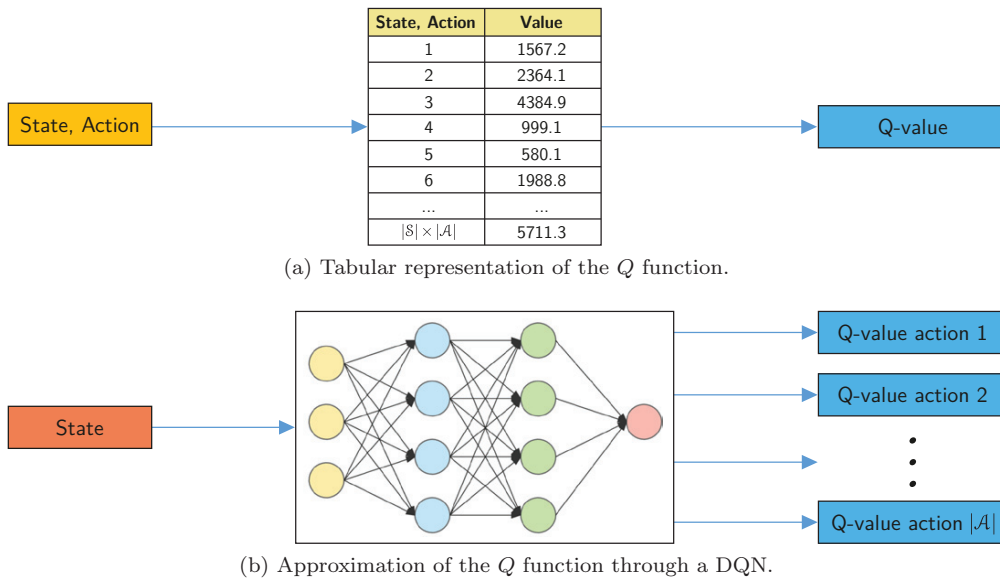 State, Action Value
1 1567.2
2 2364.1
3 4384.9
State, Action 4 999.1 Q-value
5 580.1
6 1988.8
... ...
|𝒮| × |𝒜| 5711.3
(a) Tabular representation of the Q function.
Q-value action 1
Q-value action 2
State
Q-value action |𝒜|
(b) Approximation of the Q function through a DQN.